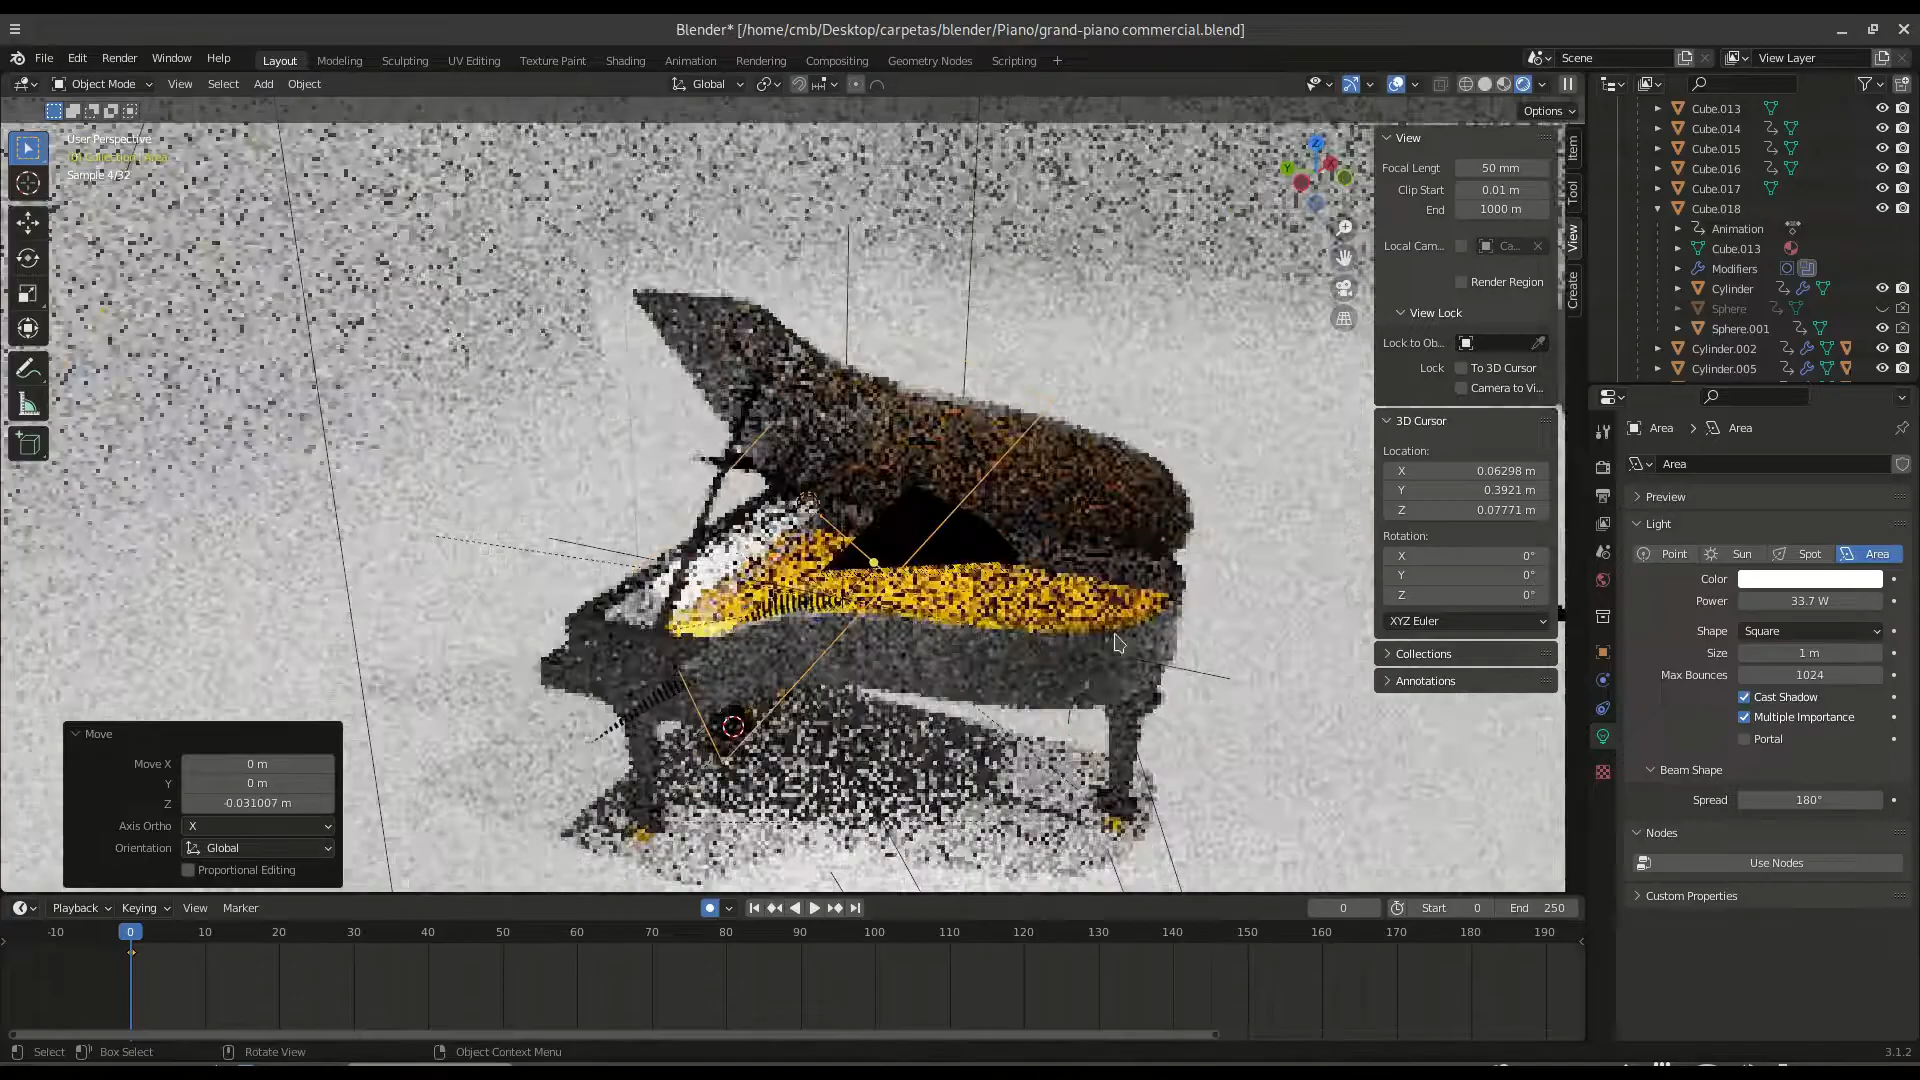 Blender* [/home/cmb/Desktop/carpetas/blender/Piano/grand-piano commercial.blend]
File Edit Render Window Help Layout Modeling Sculpting UV Editing Texture Paint Shading Animation Rendering Compositing Geometry Nodes Scripting + Scene View Layer
Object Mode View Select Add Object Global
Options
User Perspective
(0) Collection | Area
Sample 4/32
Z
Y
X
View
Focal Lengt 50 mm
Clip Start 0.01 m
End 1000 m
Local Cam... Ca...
Render Region
View Lock
Lock to Ob...
Lock To 3D Cursor
Camera to Vi...
3D Cursor
Location:
X 0.06298 m
Y 0.3921 m
Z 0.07771 m
Rotation:
X 0°
Y 0°
Z 0°
XYZ Euler
Collections
Annotations
Item
Tool
View
Create
Cube.013
Cube.014
Cube.015
Cube.016
Cube.017
Cube.018
Animation
Cube.013
Modifiers
Cylinder
Sphere
Sphere.001
Cylinder.002
Cylinder.005
Area > Area
Area
Preview
Light
Point Sun Spot Area
Color
Power 33.7 W
Shape Square
Size 1 m
Max Bounces 1024
Cast Shadow
Multiple Importance
Portal
Beam Shape
Spread 180°
Nodes
Use Nodes
Custom Properties
Move
Move X 0 m
Y 0 m
Z -0.031007 m
Axis Ortho X
Orientation Global
Proportional Editing
Playback Keying View Marker 0 Start 0 End 250
-10 0 10 20 30 40 50 60 70 80 90 100 110 120 130 140 150 160 170 180 190
Select Box Select Rotate View Object Context Menu 3.1.2